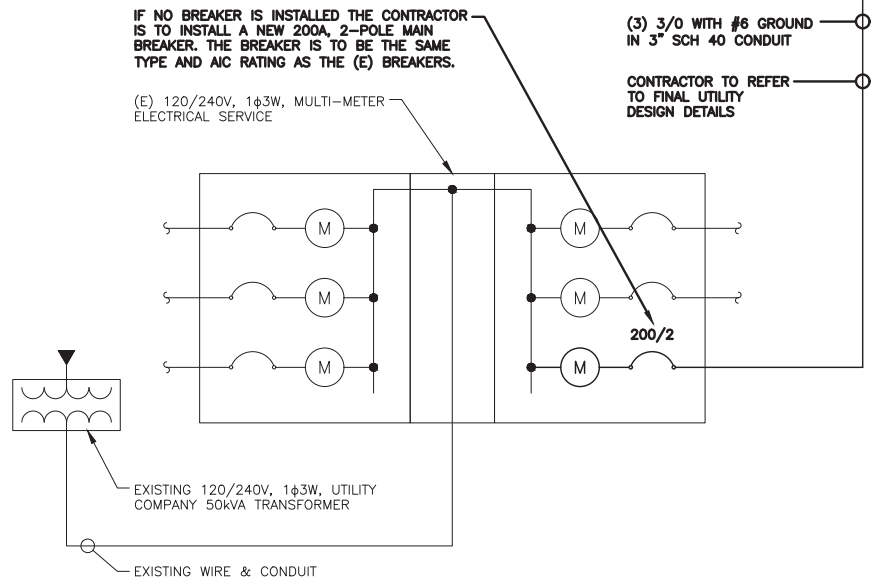 IF NO BREAKER IS INSTALLED THE CONTRACTOR
IS TO INSTALL A NEW 200A, 2-POLE MAIN
BREAKER. THE BREAKER IS TO BE THE SAME
TYPE AND AIC RATING AS THE (E) BREAKERS.
(3) 3/0 WITH #6 GROUND
IN 3" SCH 40 CONDUIT
CONTRACTOR TO REFER
TO FINAL UTILITY
DESIGN DETAILS
(E) 120/240V, 1ϕ3W, MULTI-METER
ELECTRICAL SERVICE
M
M
M
M
M
200/2
M
EXISTING 120/240V, 1ϕ3W, UTILITY
COMPANY 50kVA TRANSFORMER
EXISTING WIRE & CONDUIT